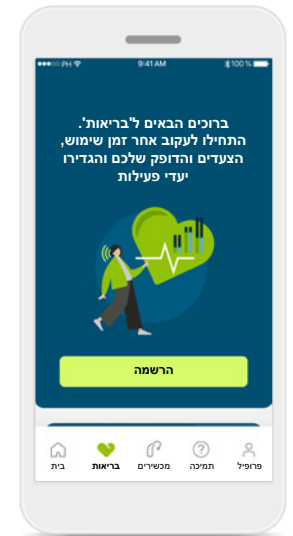 PH 9:41 AM 100 %
ברוכים הבאים ל'בריאות'.
התחילו לעקוב אחר זמן שימוש,
הצעדים והדופק שלכם והגדירו
יעדי פעילות
הרשמה
פרופיל תמיכה מכשירים בריאות בית